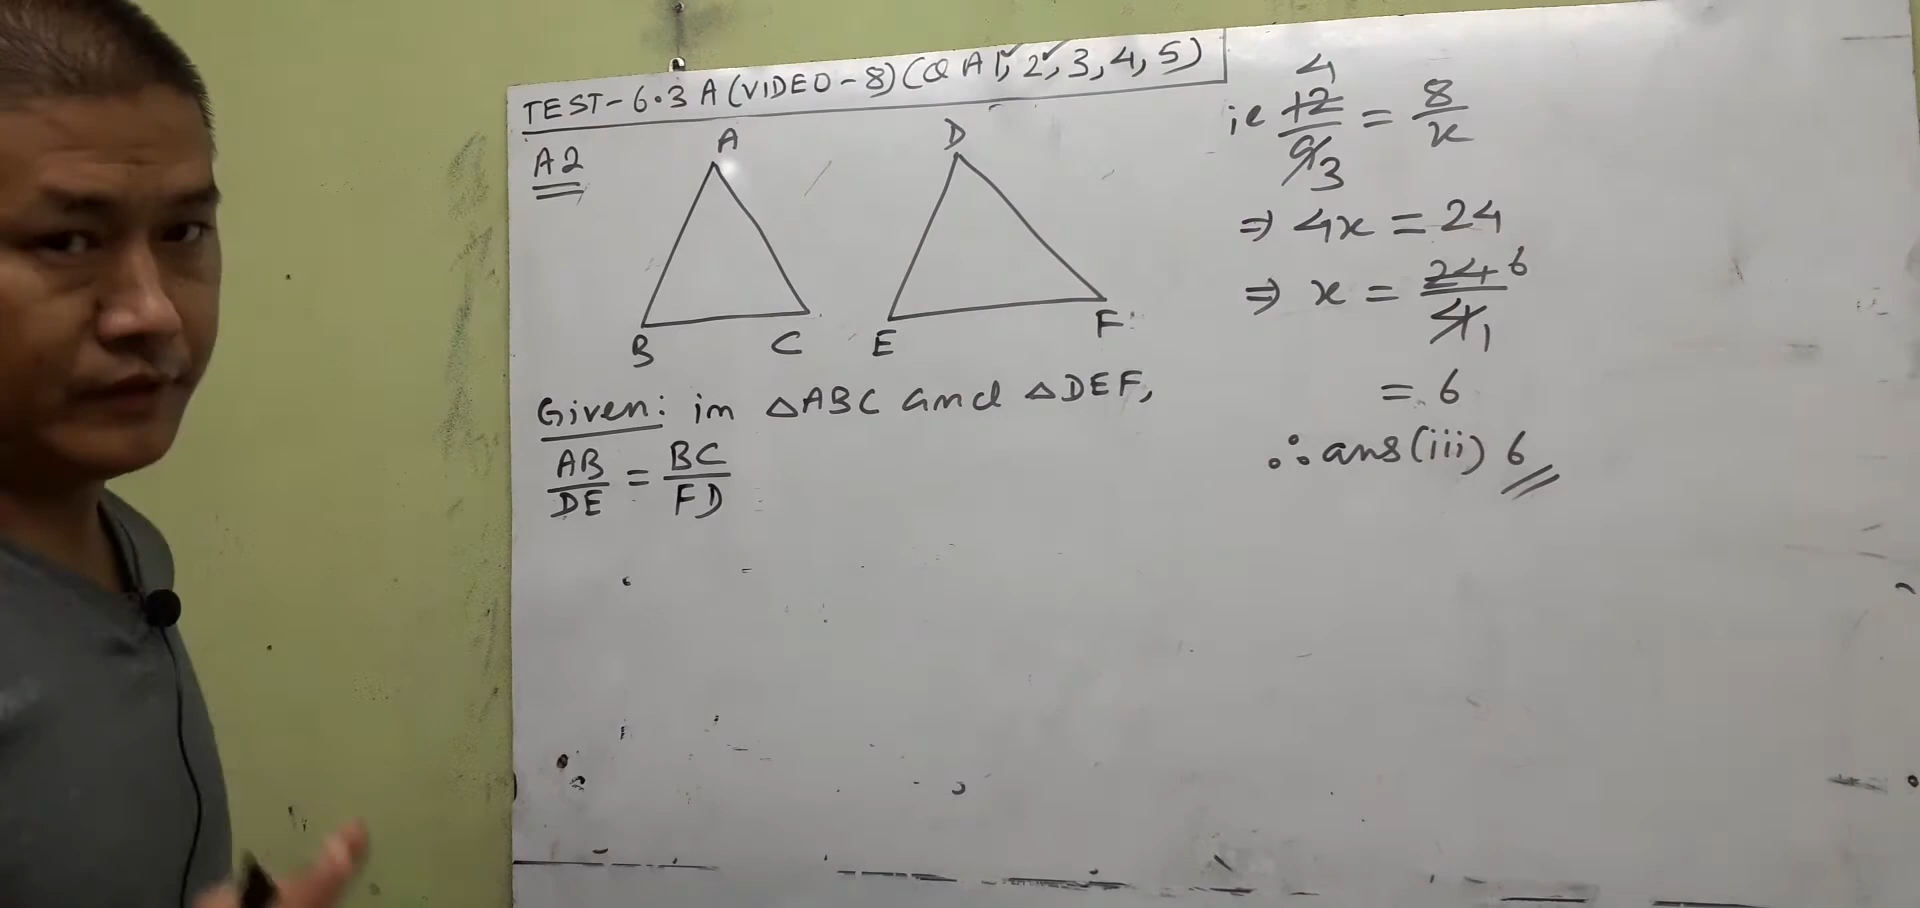 TEST-6.3 A (VIDEO-8) (Q A 1, 2, 3, 4, 5)
A2
A
D
B
C
E
F
Given: in △ABC and △DEF,
AB/DE = BC/FD
4
ie 12/9 = 8/x
3
⇒ 4x = 24
⇒ x = 24/4 6
1
= 6
∴ ans (iii) 6